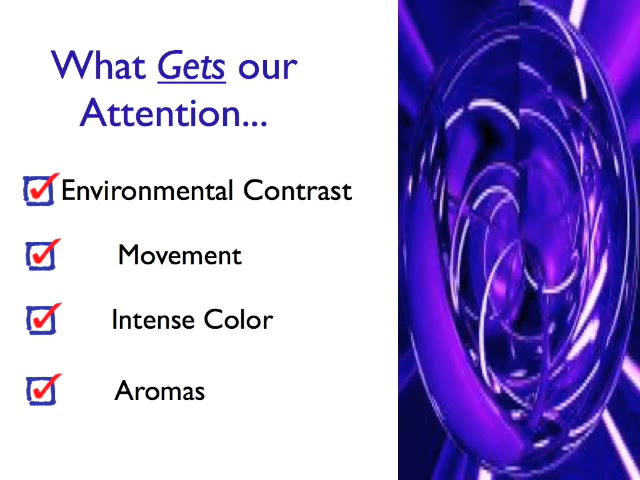 What Gets our
Attention...
Environmental Contrast
Movement
Intense Color
Aromas